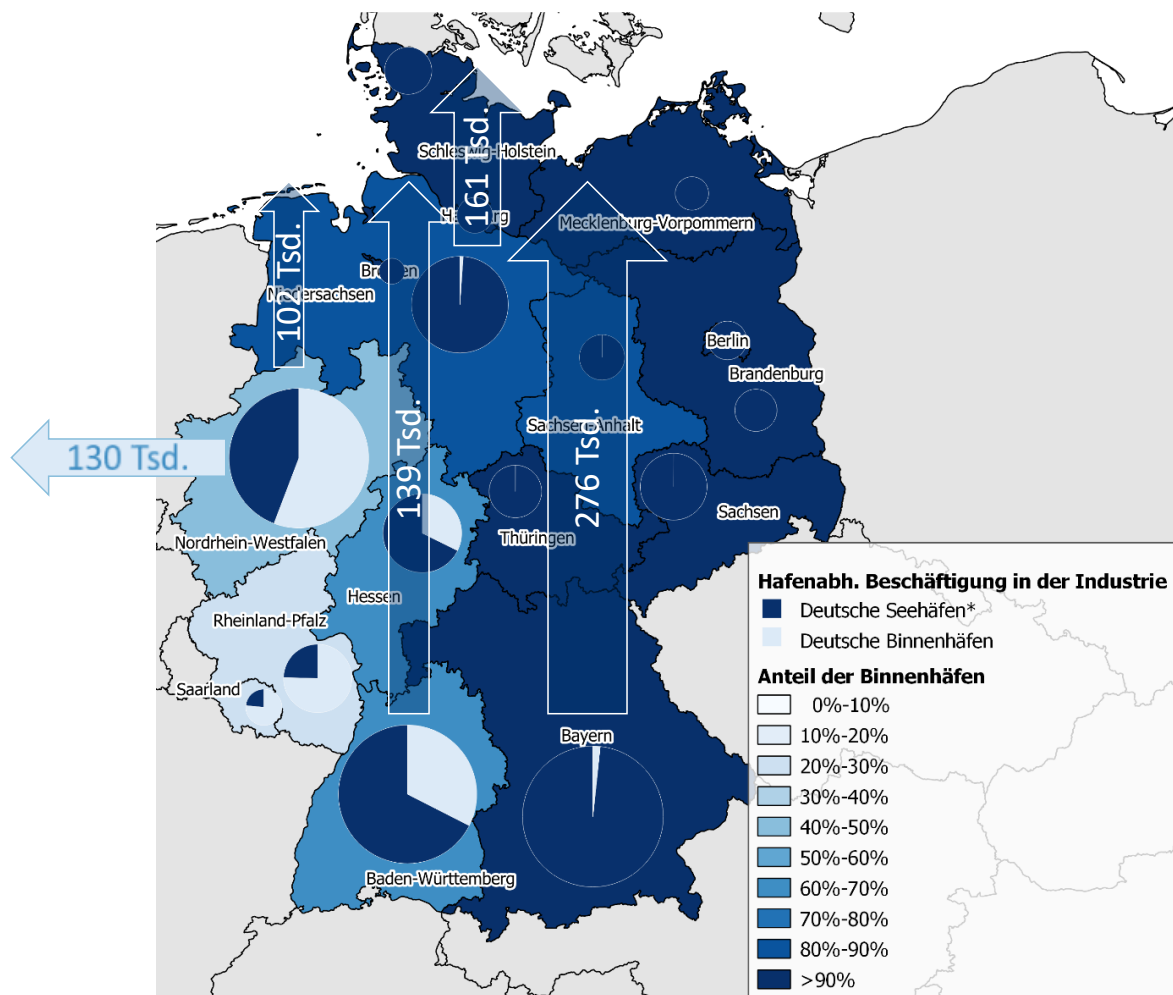 Schleswig-Holstein
161 Tsd.
Hamburg
Mecklenburg-Vorpommern
102 Tsd.
Bremen
Niedersachsen
Berlin
Brandenburg
Sachsen-Anhalt
130 Tsd.
139 Tsd.
276 Tsd.
Nordrhein-Westfalen
Hessen
Thüringen
Sachsen
Rheinland-Pfalz
Saarland
Bayern
Baden-Württemberg
Hafenabh. Beschäftigung in der Industrie
Deutsche Seehäfen*
Deutsche Binnenhäfen
Anteil der Binnenhäfen
0%-10%
10%-20%
20%-30%
30%-40%
40%-50%
50%-60%
60%-70%
70%-80%
80%-90%
>90%